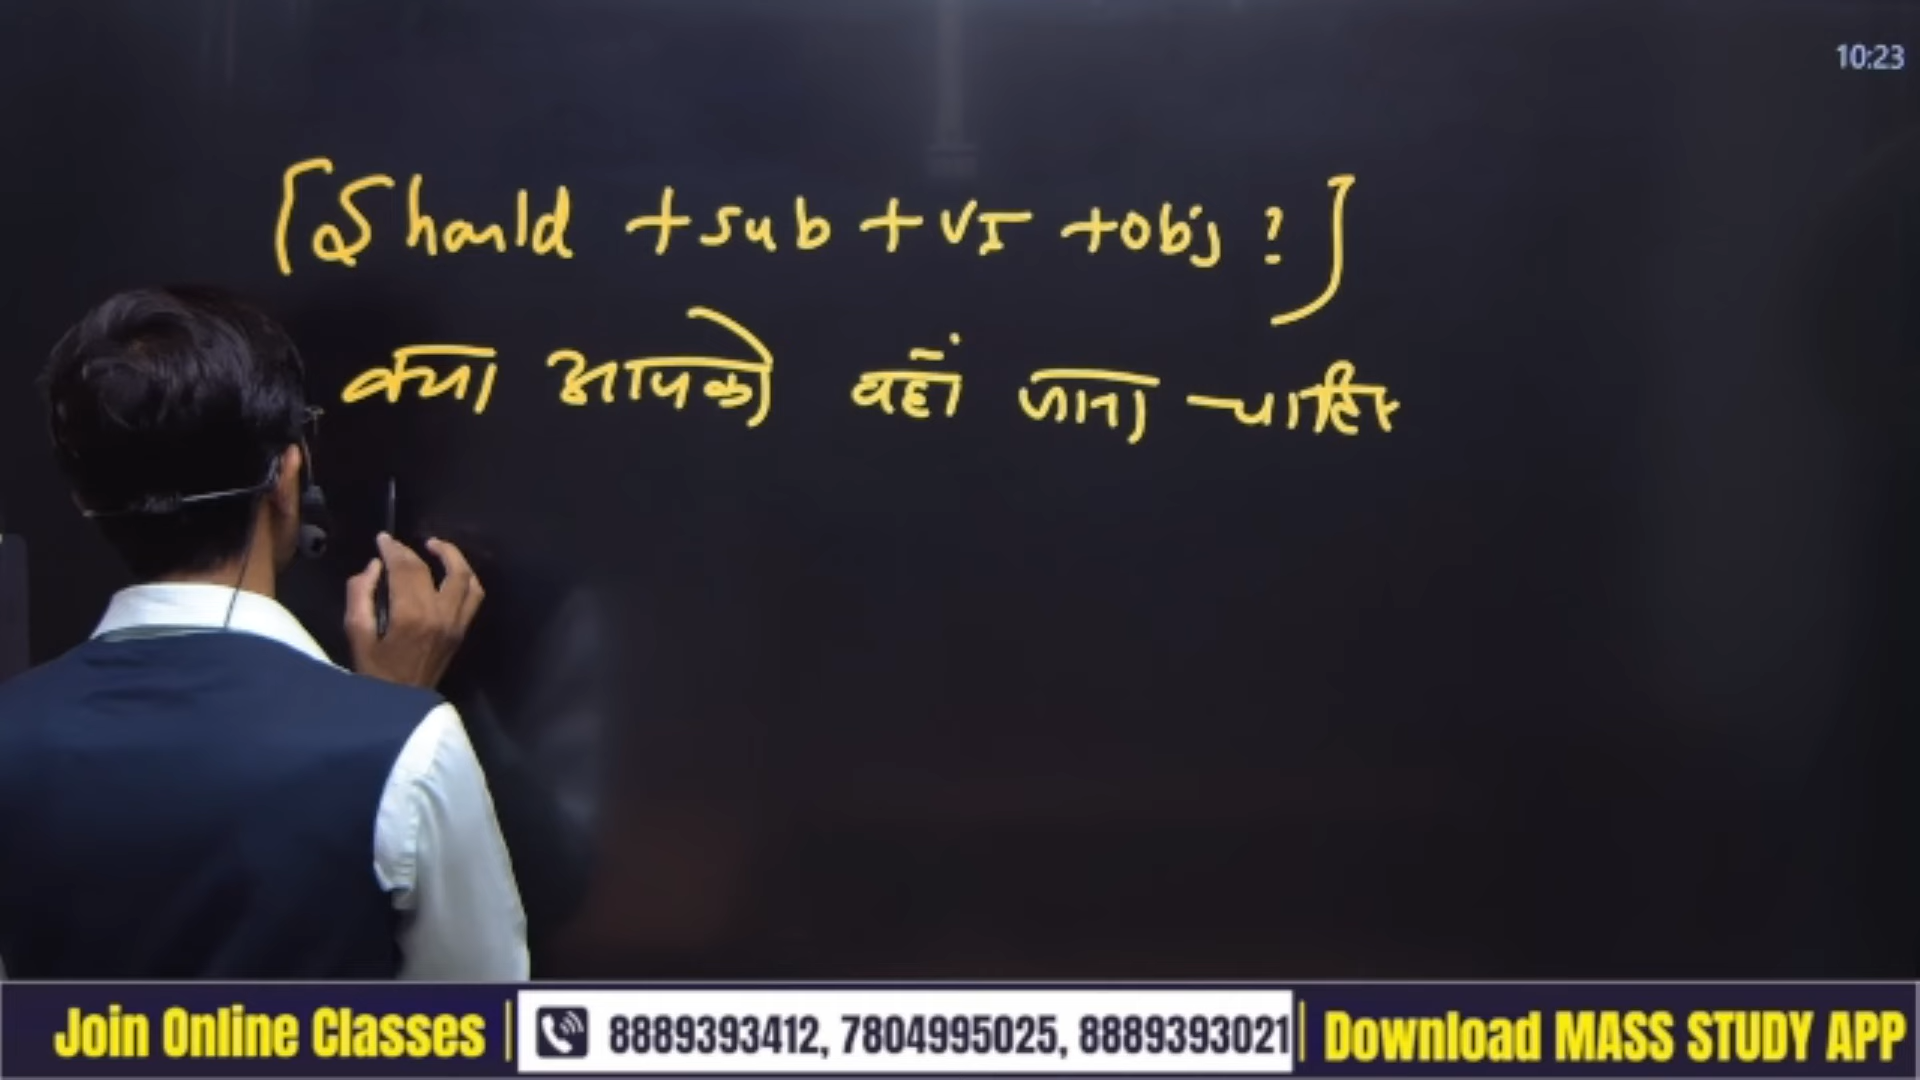 10:23
[Should + sub + VI + obj ?]
क्या आपको वहाँ जाना चाहिए
Join Online Classes | 8889393412, 7804995025, 8889393021 | Download MASS STUDY APP